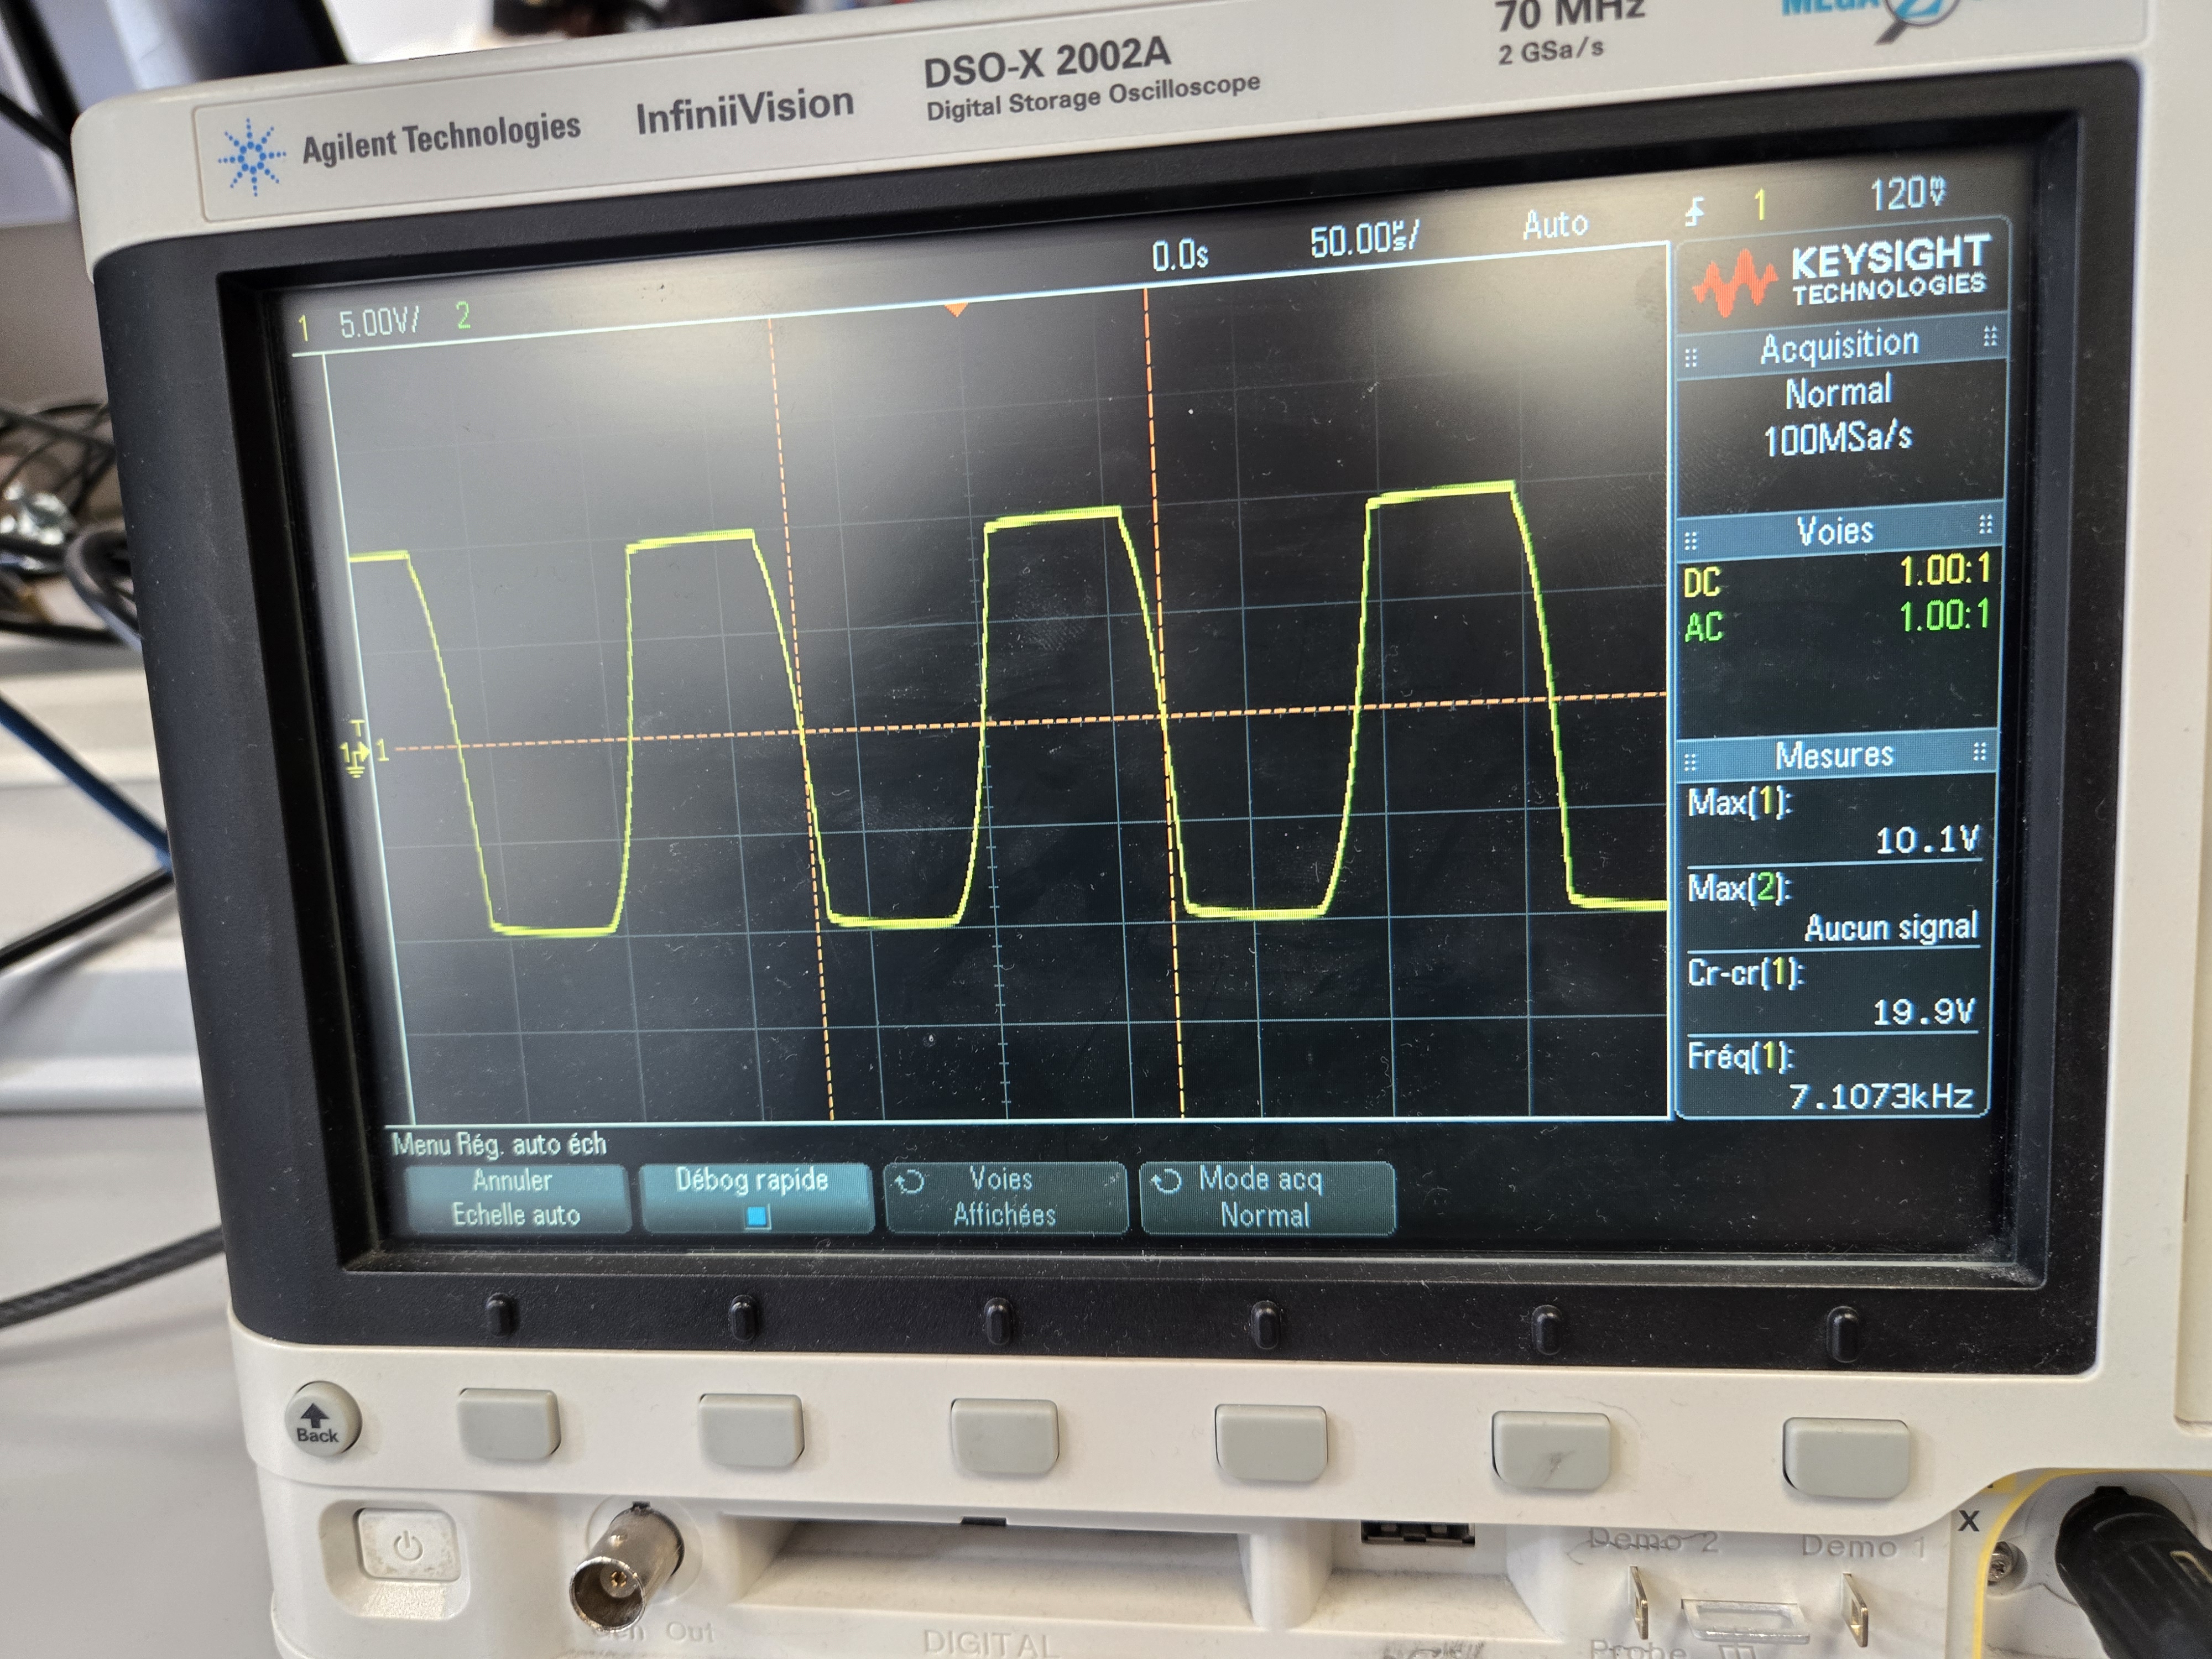 70 MHz
2 GSa/s
DSO-X 2002A
Digital Storage Oscilloscope
InfiniiVision
Agilent Technologies
1 5.00V/ 2 0.0s 50.00µs/ Auto 1 120mV
KEYSIGHT
TECHNOLOGIES
Acquisition
Normal
100MSa/s
Voies
DC 1.00:1
AC 1.00:1
T
1 1
Mesures
Max(1):
10.1V
Max(2):
Aucun signal
Cr-cr(1):
19.9V
Fréq(1):
7.1073kHz
Menu Rég. auto éch
Annuler
Echelle auto
Débog rapide
Voies
Affichées
Mode acq
Normal
Back
X
Demo 2 Demo 1
Out
DIGITAL
Probe